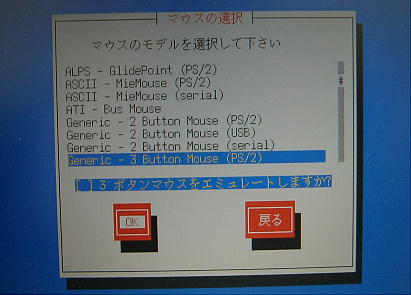 マウスの選択
マウスのモデルを選択して下さい
ALPS - GlidePoint (PS/2)
ASCII - MieMouse (PS/2)
ASCII - MieMouse (serial)
ATI - Bus Mouse
Generic - 2 Button Mouse (PS/2)
Generic - 2 Button Mouse (USB)
Generic - 2 Button Mouse (serial)
Generic - 3 Button Mouse (PS/2)
[ ] 3 ボタンマウスをエミュレートしますか?
OK
戻る